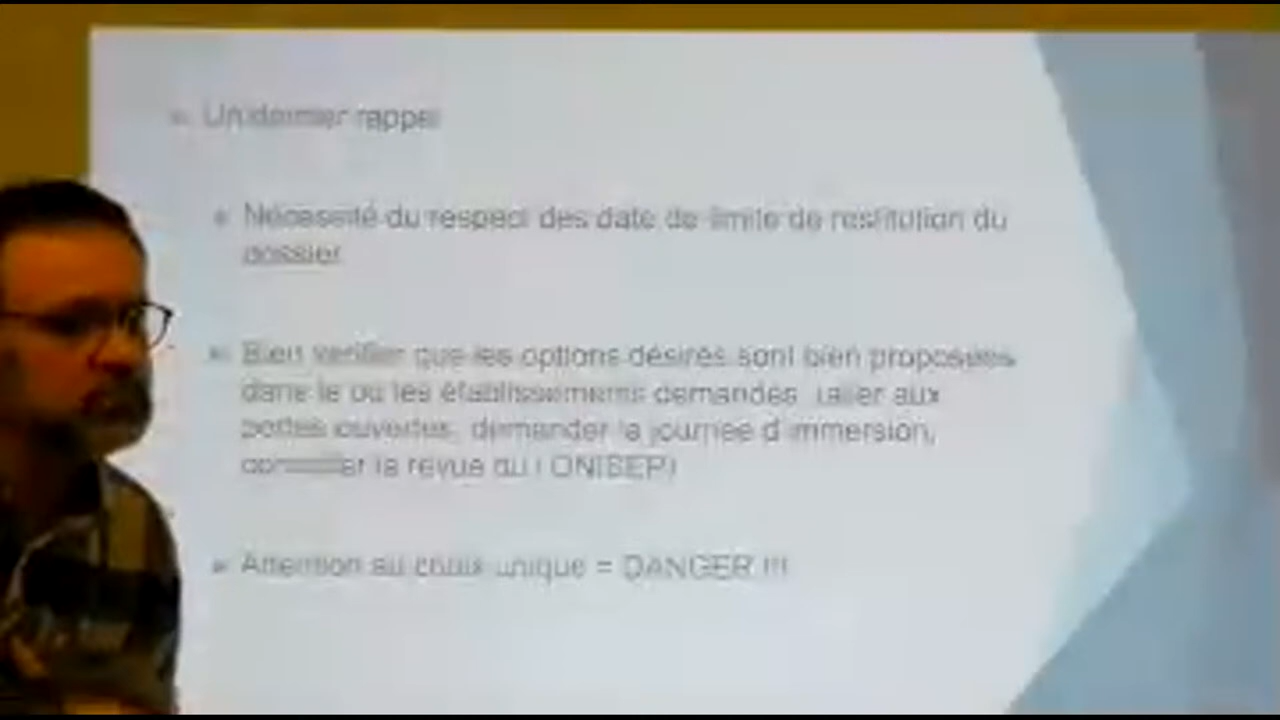 Un dernier rappel
Nécessité du respect des date de limite de restitution du
dossier
Bien vérifier que les options désirés sont bien proposées
dans le ou les établissements demandés (aller aux
portes ouvertes, demander la journée d'immersion,
consulter la revue du l'ONISEP)
Attention au choix unique = DANGER !!!